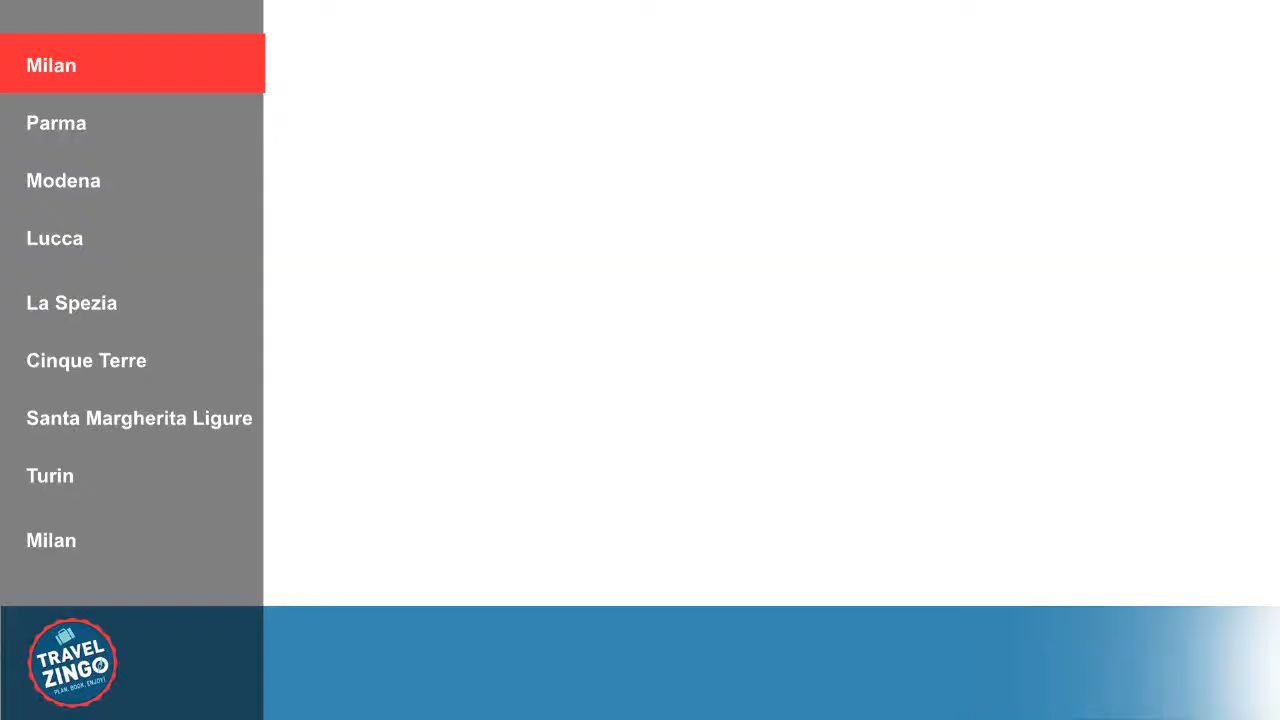 Milan
Parma
Modena
Lucca
La Spezia
Cinque Terre
Santa Margherita Ligure
Turin
Milan
TRAVEL
ZINGO
PLAN, BOOK, ENJOY!